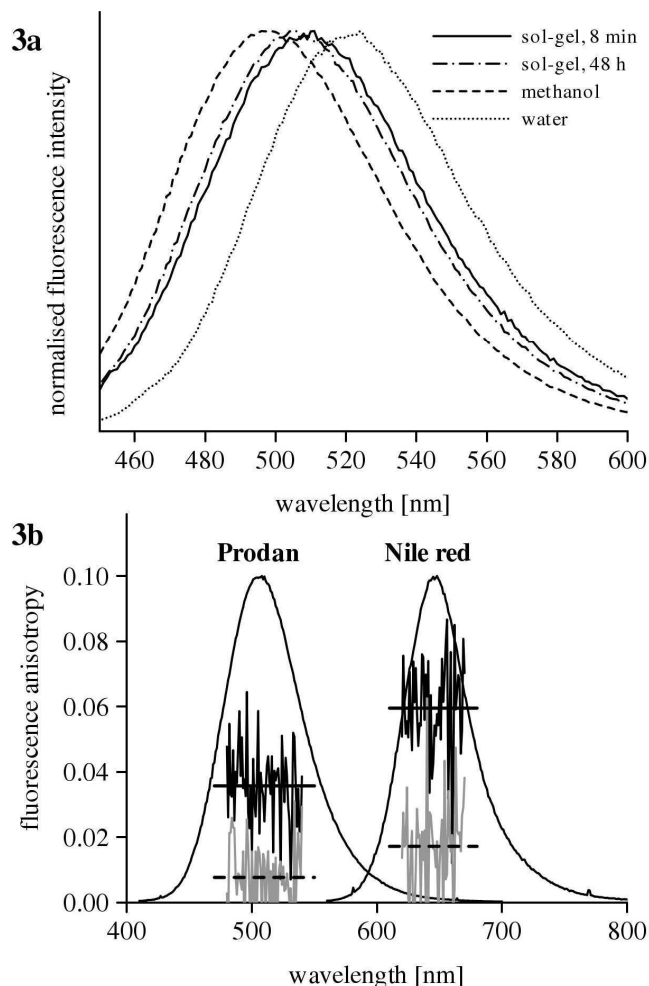 3a
sol-gel, 8 min
sol-gel, 48 h
methanol
water
normalised fluorescence intensity
460 480 500 520 540 560 580 600
wavelength [nm]
3b
Prodan Nile red
fluorescence anisotropy
0.10
0.08
0.06
0.04
0.02
0.00
400 500 600 700 800
wavelength [nm]